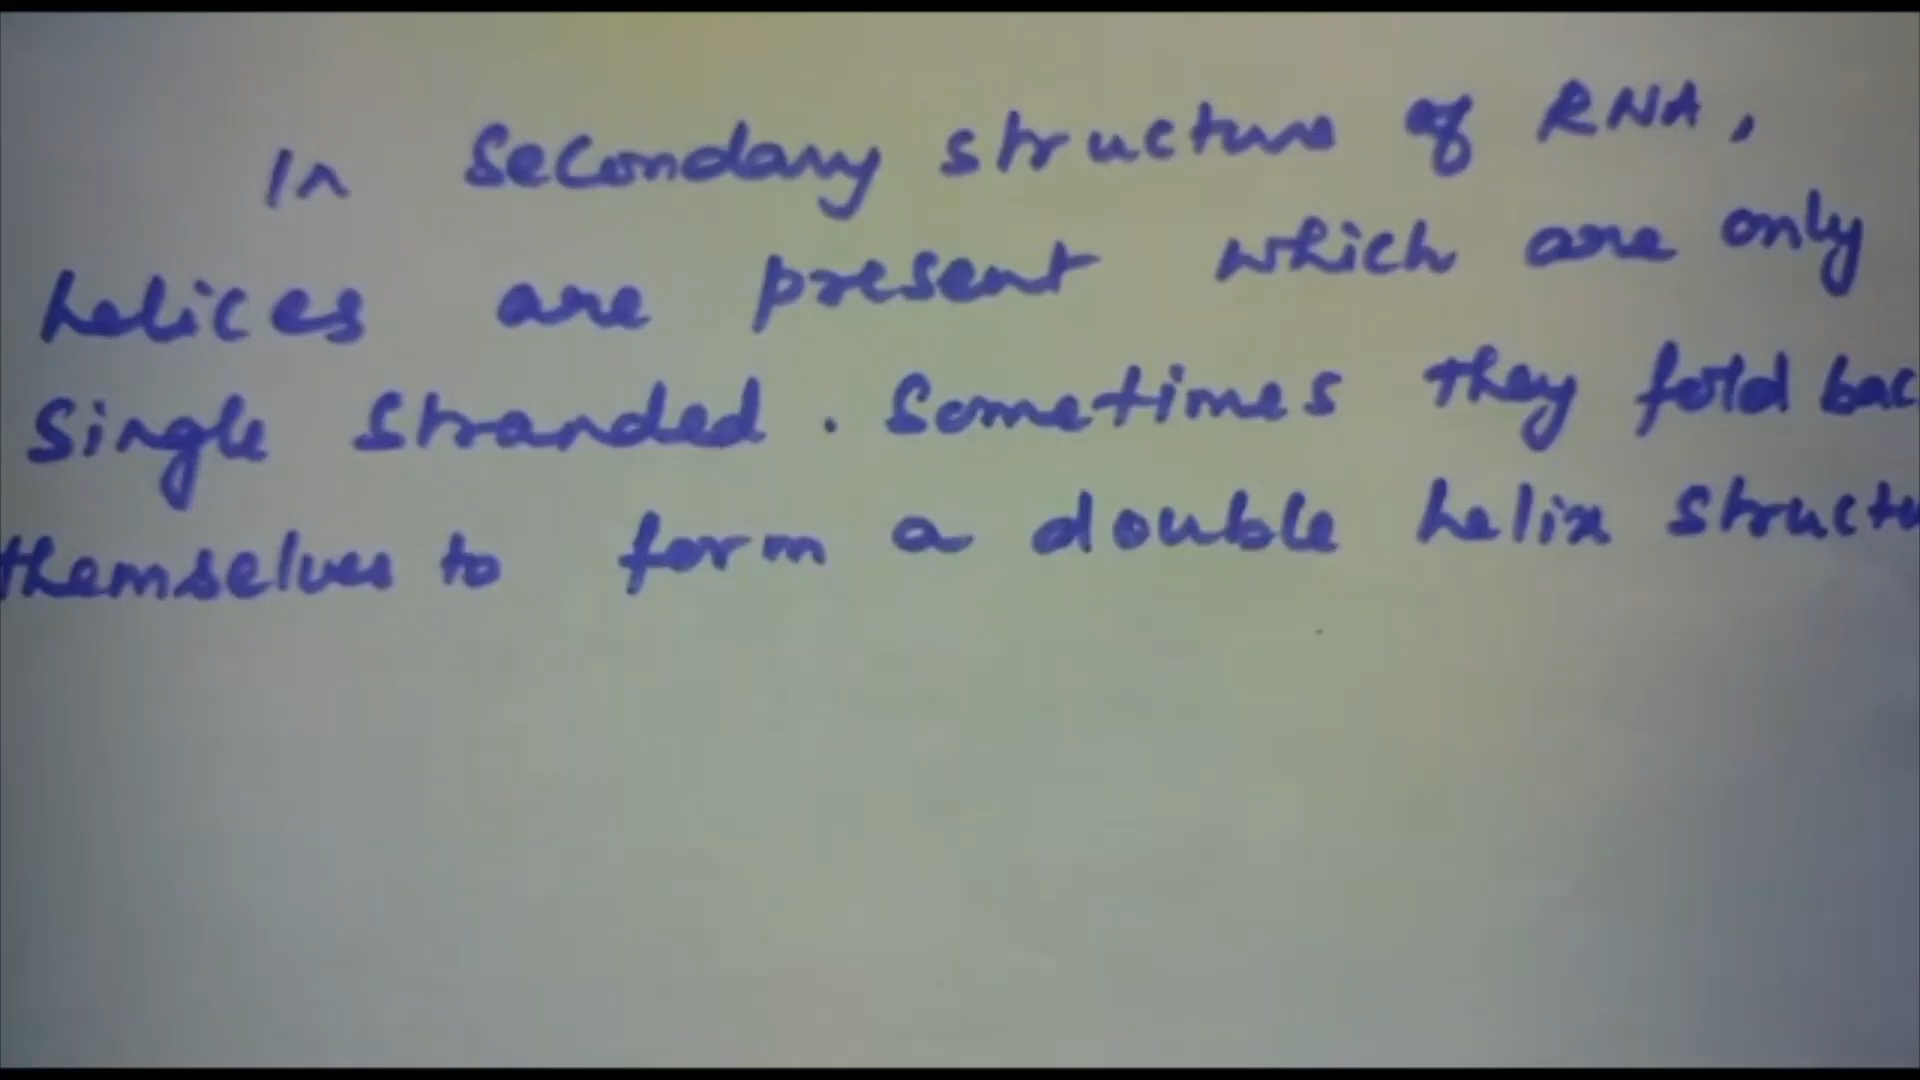 In Secondary structure of RNA,
helices are present which are only
Single stranded. Sometimes they fold bac
themselves to form a double helix structu